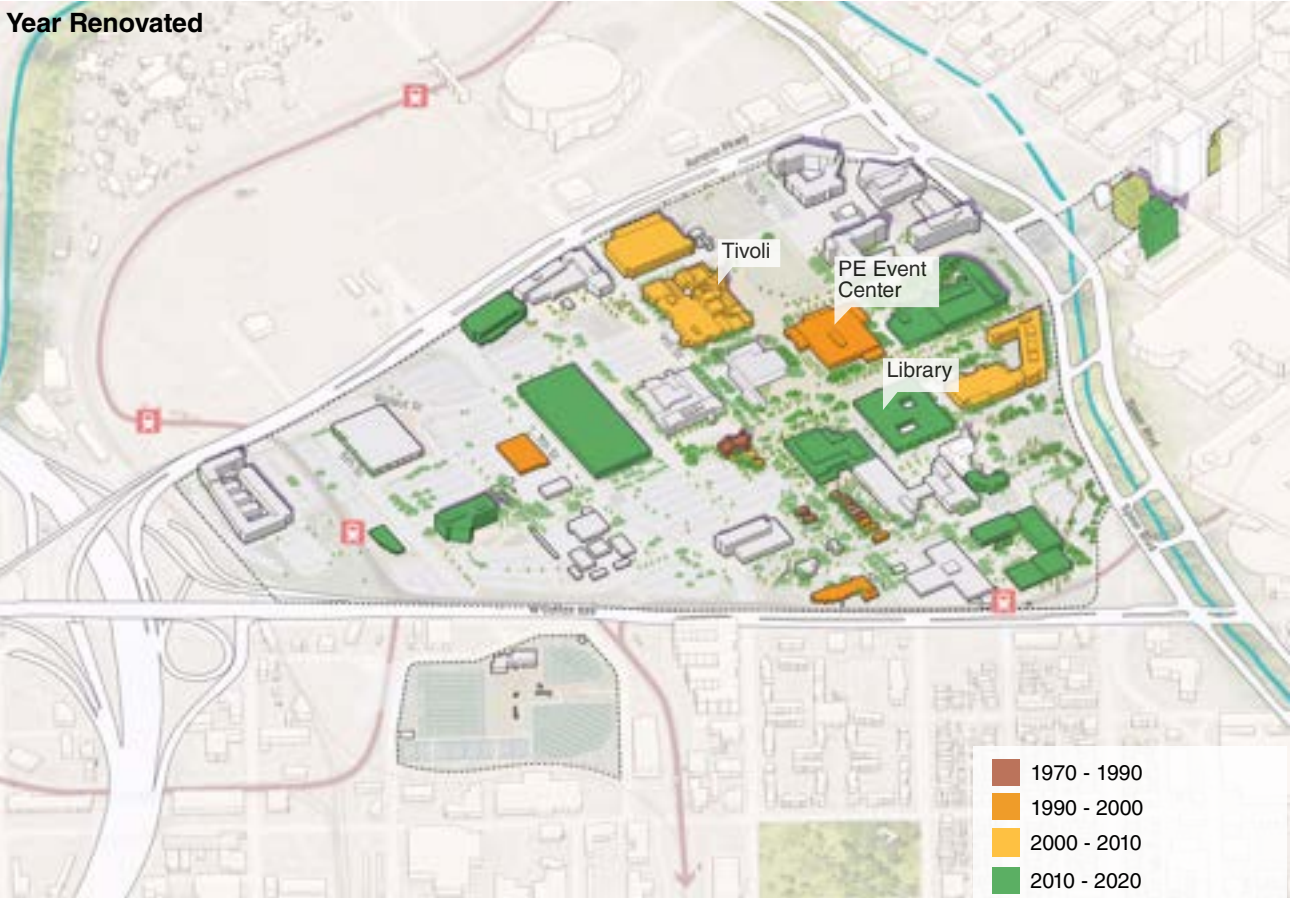 Year Renovated
Tivoli
PE Event
Center
Library
1970 - 1990
1990 - 2000
2000 - 2010
2010 - 2020